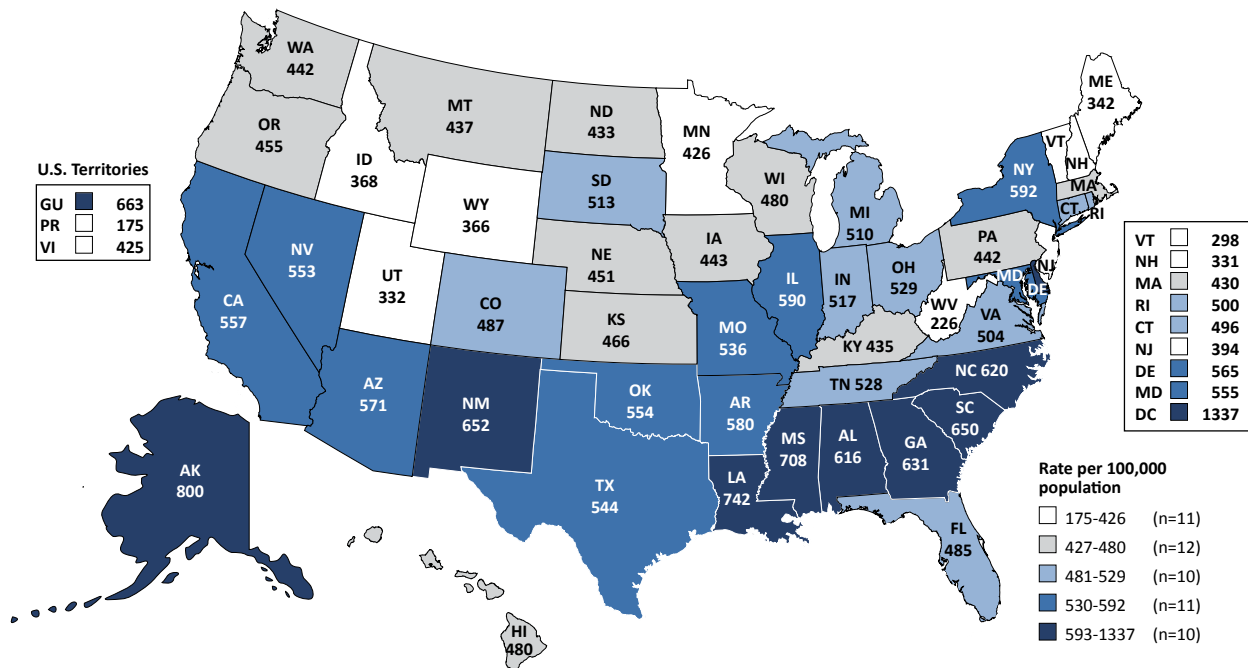 WA
442
OR
455
MT
437
ID
368
ND
433
MN
426
WY
366
SD
513
WI
480
MI
510
ME
342
VT
NH
NY
592
MA
CT
RI
U.S. Territories
GU 663
PR 175
VI 425
NV
553
CA
557
UT
332
CO
487
NE
451
IA
443
KS
466
MO
536
IL
590
IN
517
OH
529
PA
442
NJ
MD
DE
WV
226
VA
504
KY 435
TN 528
NC 620
SC
650
AZ
571
NM
652
OK
554
AR
580
TX
544
LA
742
MS
708
AL
616
GA
631
FL
485
AK
800
HI
480
VT 298
NH 331
MA 430
RI 500
CT 496
NJ 394
DE 565
MD 555
DC 1337
Rate per 100,000
population
175-426 (n=11)
427-480 (n=12)
481-529 (n=10)
530-592 (n=11)
593-1337 (n=10)